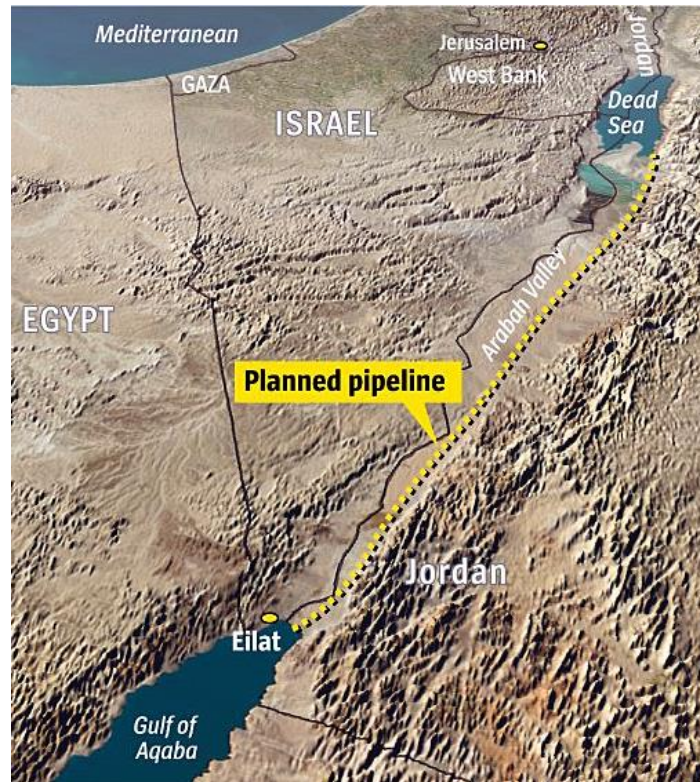 Mediterranean
Jerusalem
Jordan
GAZA
West Bank
Dead
Sea
ISRAEL
Arabah Valley
EGYPT
Planned pipeline
Jordan
Eilat
Gulf of
Aqaba